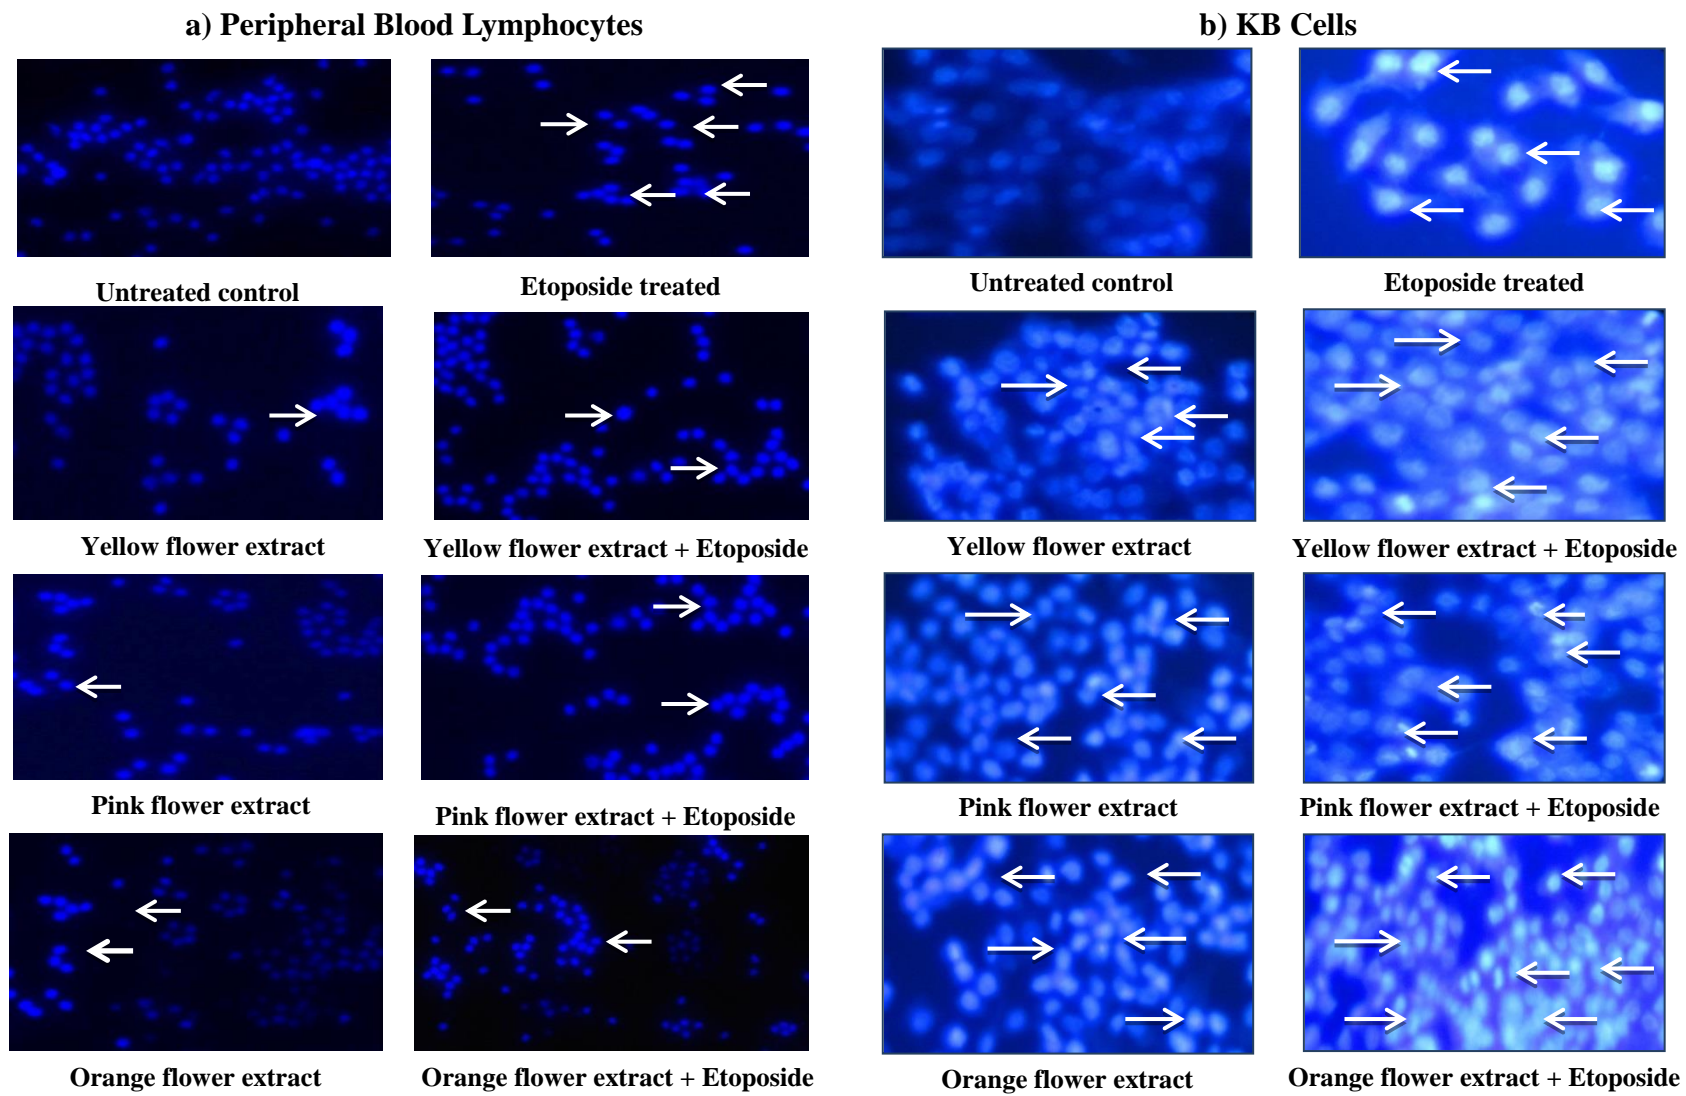 a) Peripheral Blood Lymphocytes
b) KB Cells
Untreated control
Etoposide treated
Untreated control
Etoposide treated
Yellow flower extract
Yellow flower extract + Etoposide
Yellow flower extract
Yellow flower extract + Etoposide
Pink flower extract
Pink flower extract + Etoposide
Pink flower extract
Pink flower extract + Etoposide
Orange flower extract
Orange flower extract + Etoposide
Orange flower extract
Orange flower extract + Etoposide